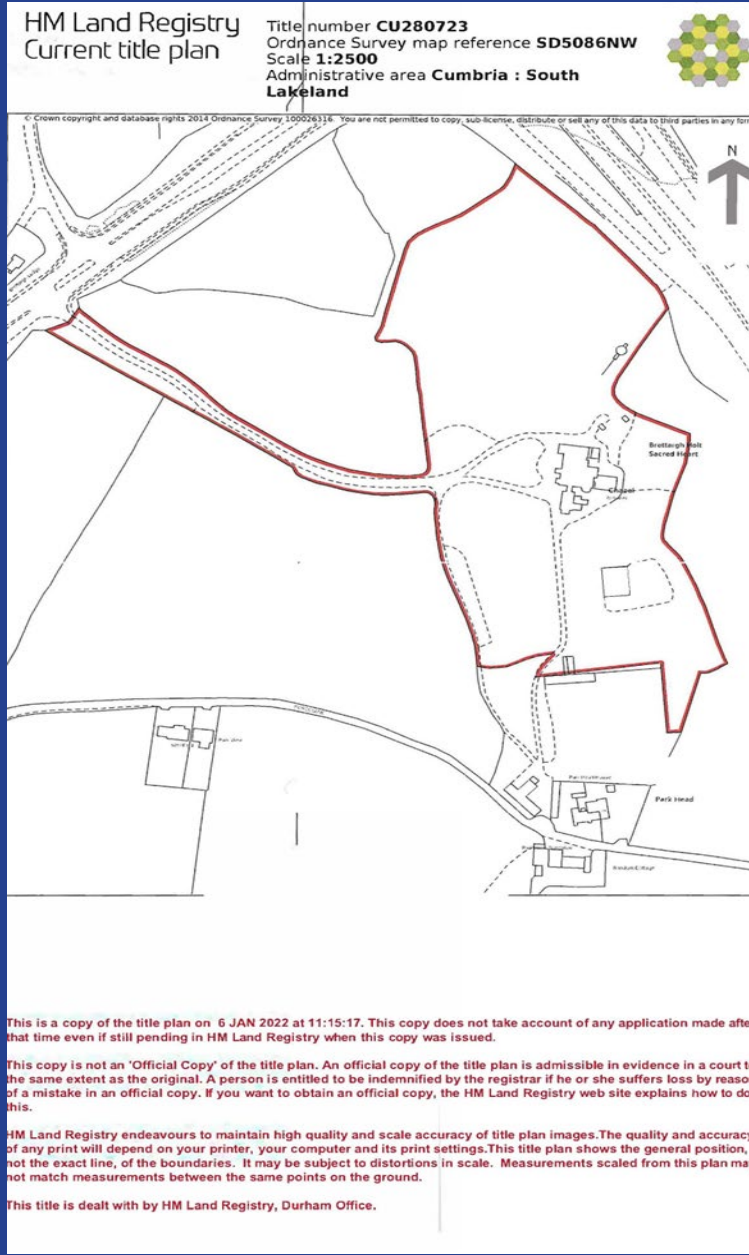 HM Land Registry
Current title plan
Title number CU280723
Ordnance Survey map reference SD5086NW
Scale 1:2500
Administrative area Cumbria : South
Lakeland
© Crown copyright and database rights 2014 Ordnance Survey 100026316. You are not permitted to copy, sub-license, distribute or sell any of this data to third parties in any for
N
Sacred Heart
Chapel
Park Head
This is a copy of the title plan on 6 JAN 2022 at 11:15:17. This copy does not take account of any application made afte
that time even if still pending in HM Land Registry when this copy was issued.
This copy is not an 'Official Copy' of the title plan. An official copy of the title plan is admissible in evidence in a court t
the same extent as the original. A person is entitled to be indemnified by the registrar if he or she suffers loss by reaso
of a mistake in an official copy. If you want to obtain an official copy, the HM Land Registry web site explains how to do
this.
HM Land Registry endeavours to maintain high quality and scale accuracy of title plan images.The quality and accuracy
of any print will depend on your printer, your computer and its print settings.This title plan shows the general position,
not the exact line, of the boundaries. It may be subject to distortions in scale. Measurements scaled from this plan ma
not match measurements between the same points on the ground.
This title is dealt with by HM Land Registry, Durham Office.